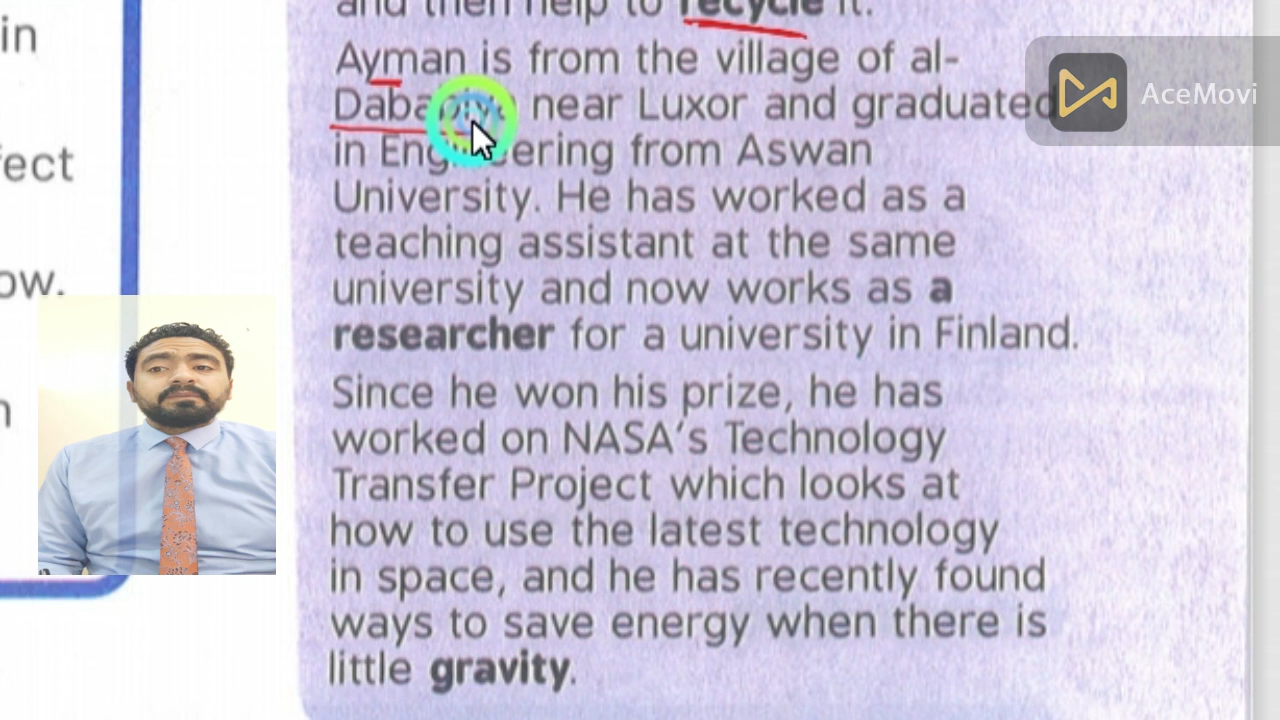 in
fect
ow.
n
and then help to recycle it.
Ayman is from the village of al-
near Luxor and graduated
in Engineering from Aswan
University. He has worked as a
teaching assistant at the same
university and now works as a
researcher for a university in Finland.
Since he won his prize, he has
worked on NASA's Technology
Transfer Project which looks at
how to use the latest technology
in space, and he has recently found
ways to save energy when there is
little gravity.
AceMovi